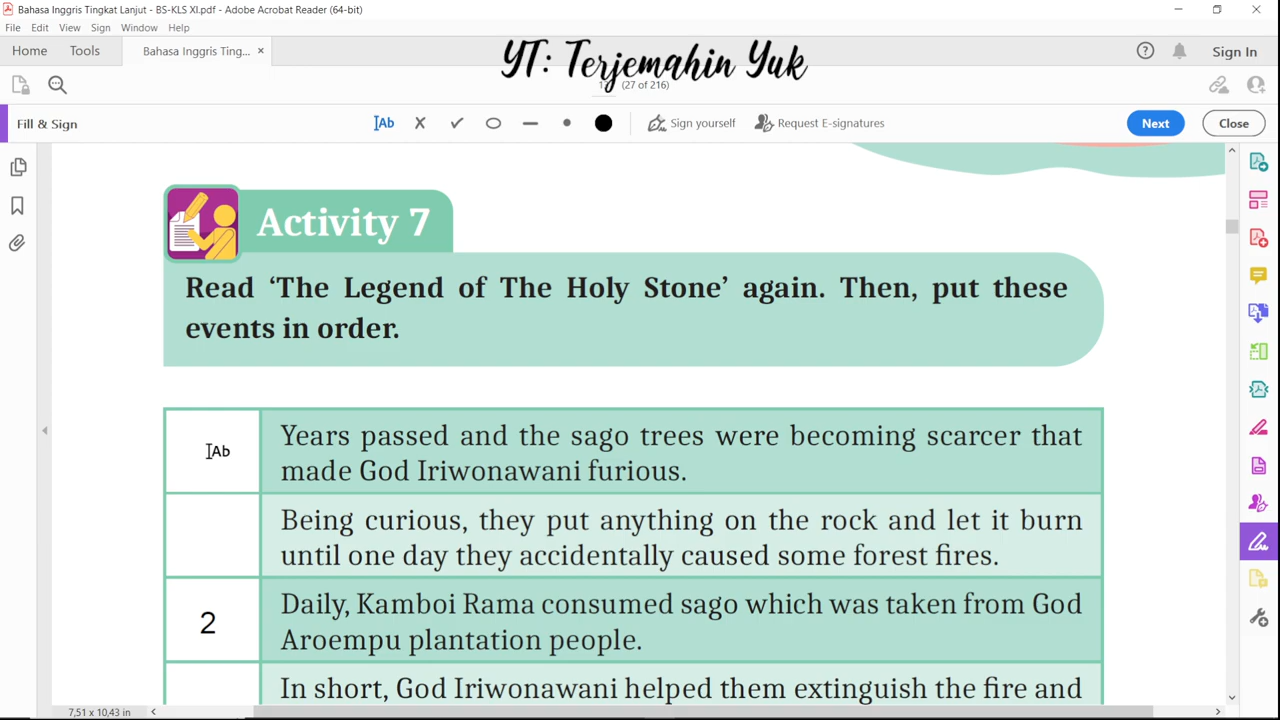 Bahasa Inggris Tingkat Lanjut - BS-KLS XI.pdf - Adobe Acrobat Reader (64-bit)
File Edit View Sign Window Help
Home Tools Bahasa Inggris Ting... × Sign In
YT: Terjemahin Yuk
(27 of 216)
Fill & Sign Ab Sign yourself Request E-signatures Next Close
Activity 7
Read ‘The Legend of The Holy Stone’ again. Then, put these
events in order.
Ab
Years passed and the sago trees were becoming scarcer that
made God Iriwonawani furious.
Being curious, they put anything on the rock and let it burn
until one day they accidentally caused some forest fires.
2
Daily, Kamboi Rama consumed sago which was taken from God
Aroempu plantation people.
In short, God Iriwonawani helped them extinguish the fire and
7,51 x 10,43 in